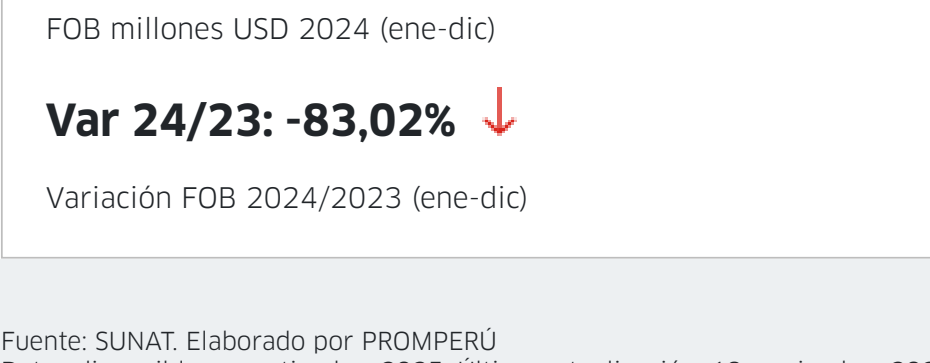 FOB millones USD 2024 (ene-dic)
Var 24/23: -83,02%
Variación FOB 2024/2023 (ene-dic)
Fuente: SUNAT. Elaborado por PROMPERÚ